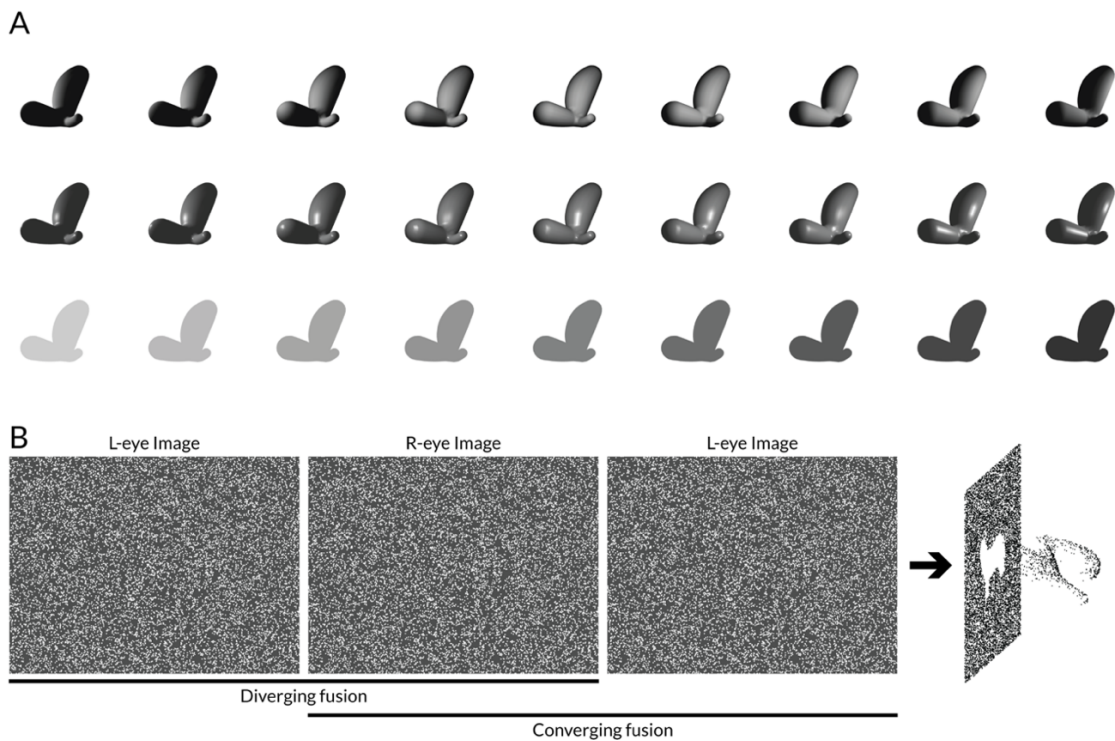 A
B
L-eye Image
R-eye Image
L-eye Image
Diverging fusion
Converging fusion